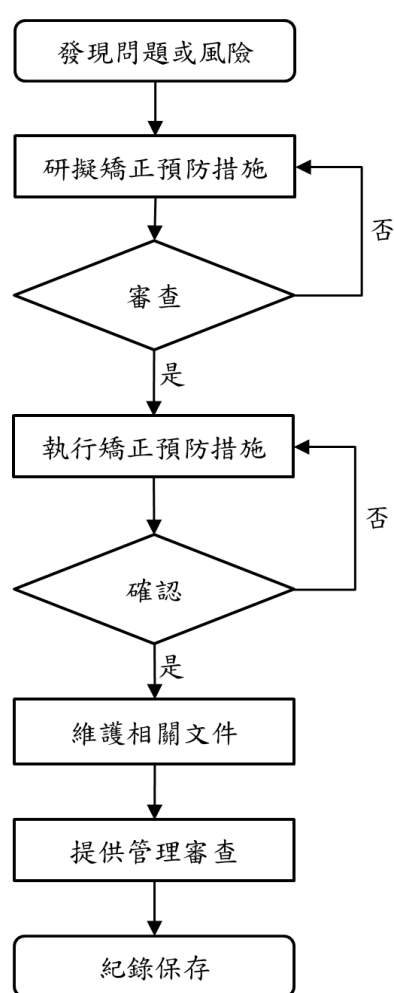 發現問題或風險
研擬矯正預防措施
否
審查
是
執行矯正預防措施
否
確認
是
維護相關文件
提供管理審查
紀錄保存